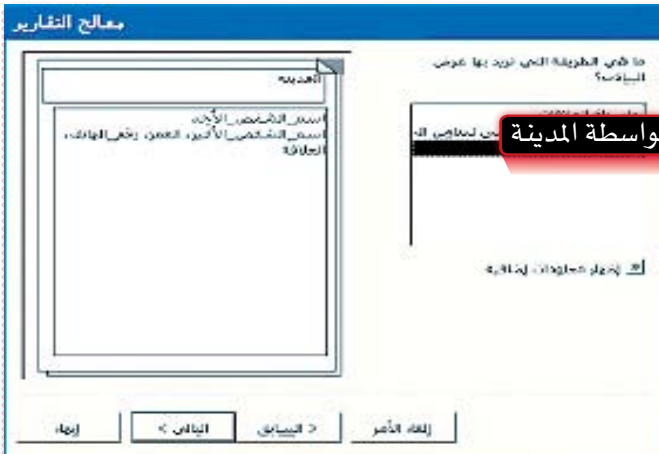 معالج التقارير
ما هي الطريقة التي تريد بها عرض
البيانات؟
واسطة المدينة
إظهار معلومات إضافية
المدينة
اسم_الشخص_الأول،
اسم_الشخص_الأخير، العمر، رقم_الهاتف،
العلاقة
إلغاء الأمر
< السابق
التالي >
إنهاء